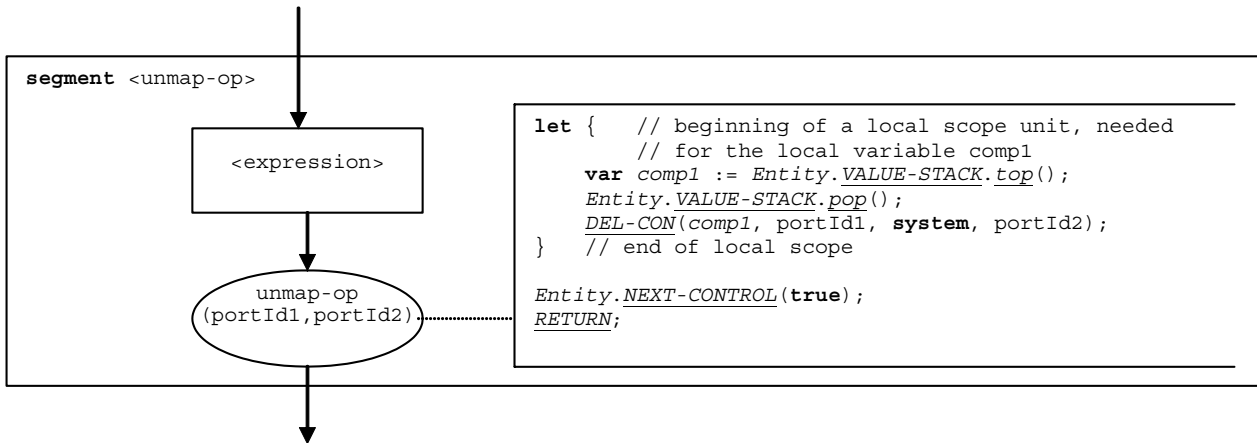 segment <unmap-op>
<expression>
unmap-op
(portId1,portId2)
let {   // beginning of a local scope unit, needed
// for the local variable comp1
var comp1 := Entity.VALUE-STACK.top();
Entity.VALUE-STACK.pop();
DEL-CON(comp1, portId1, system, portId2);
}   // end of local scope
Entity.NEXT-CONTROL(true);
RETURN;